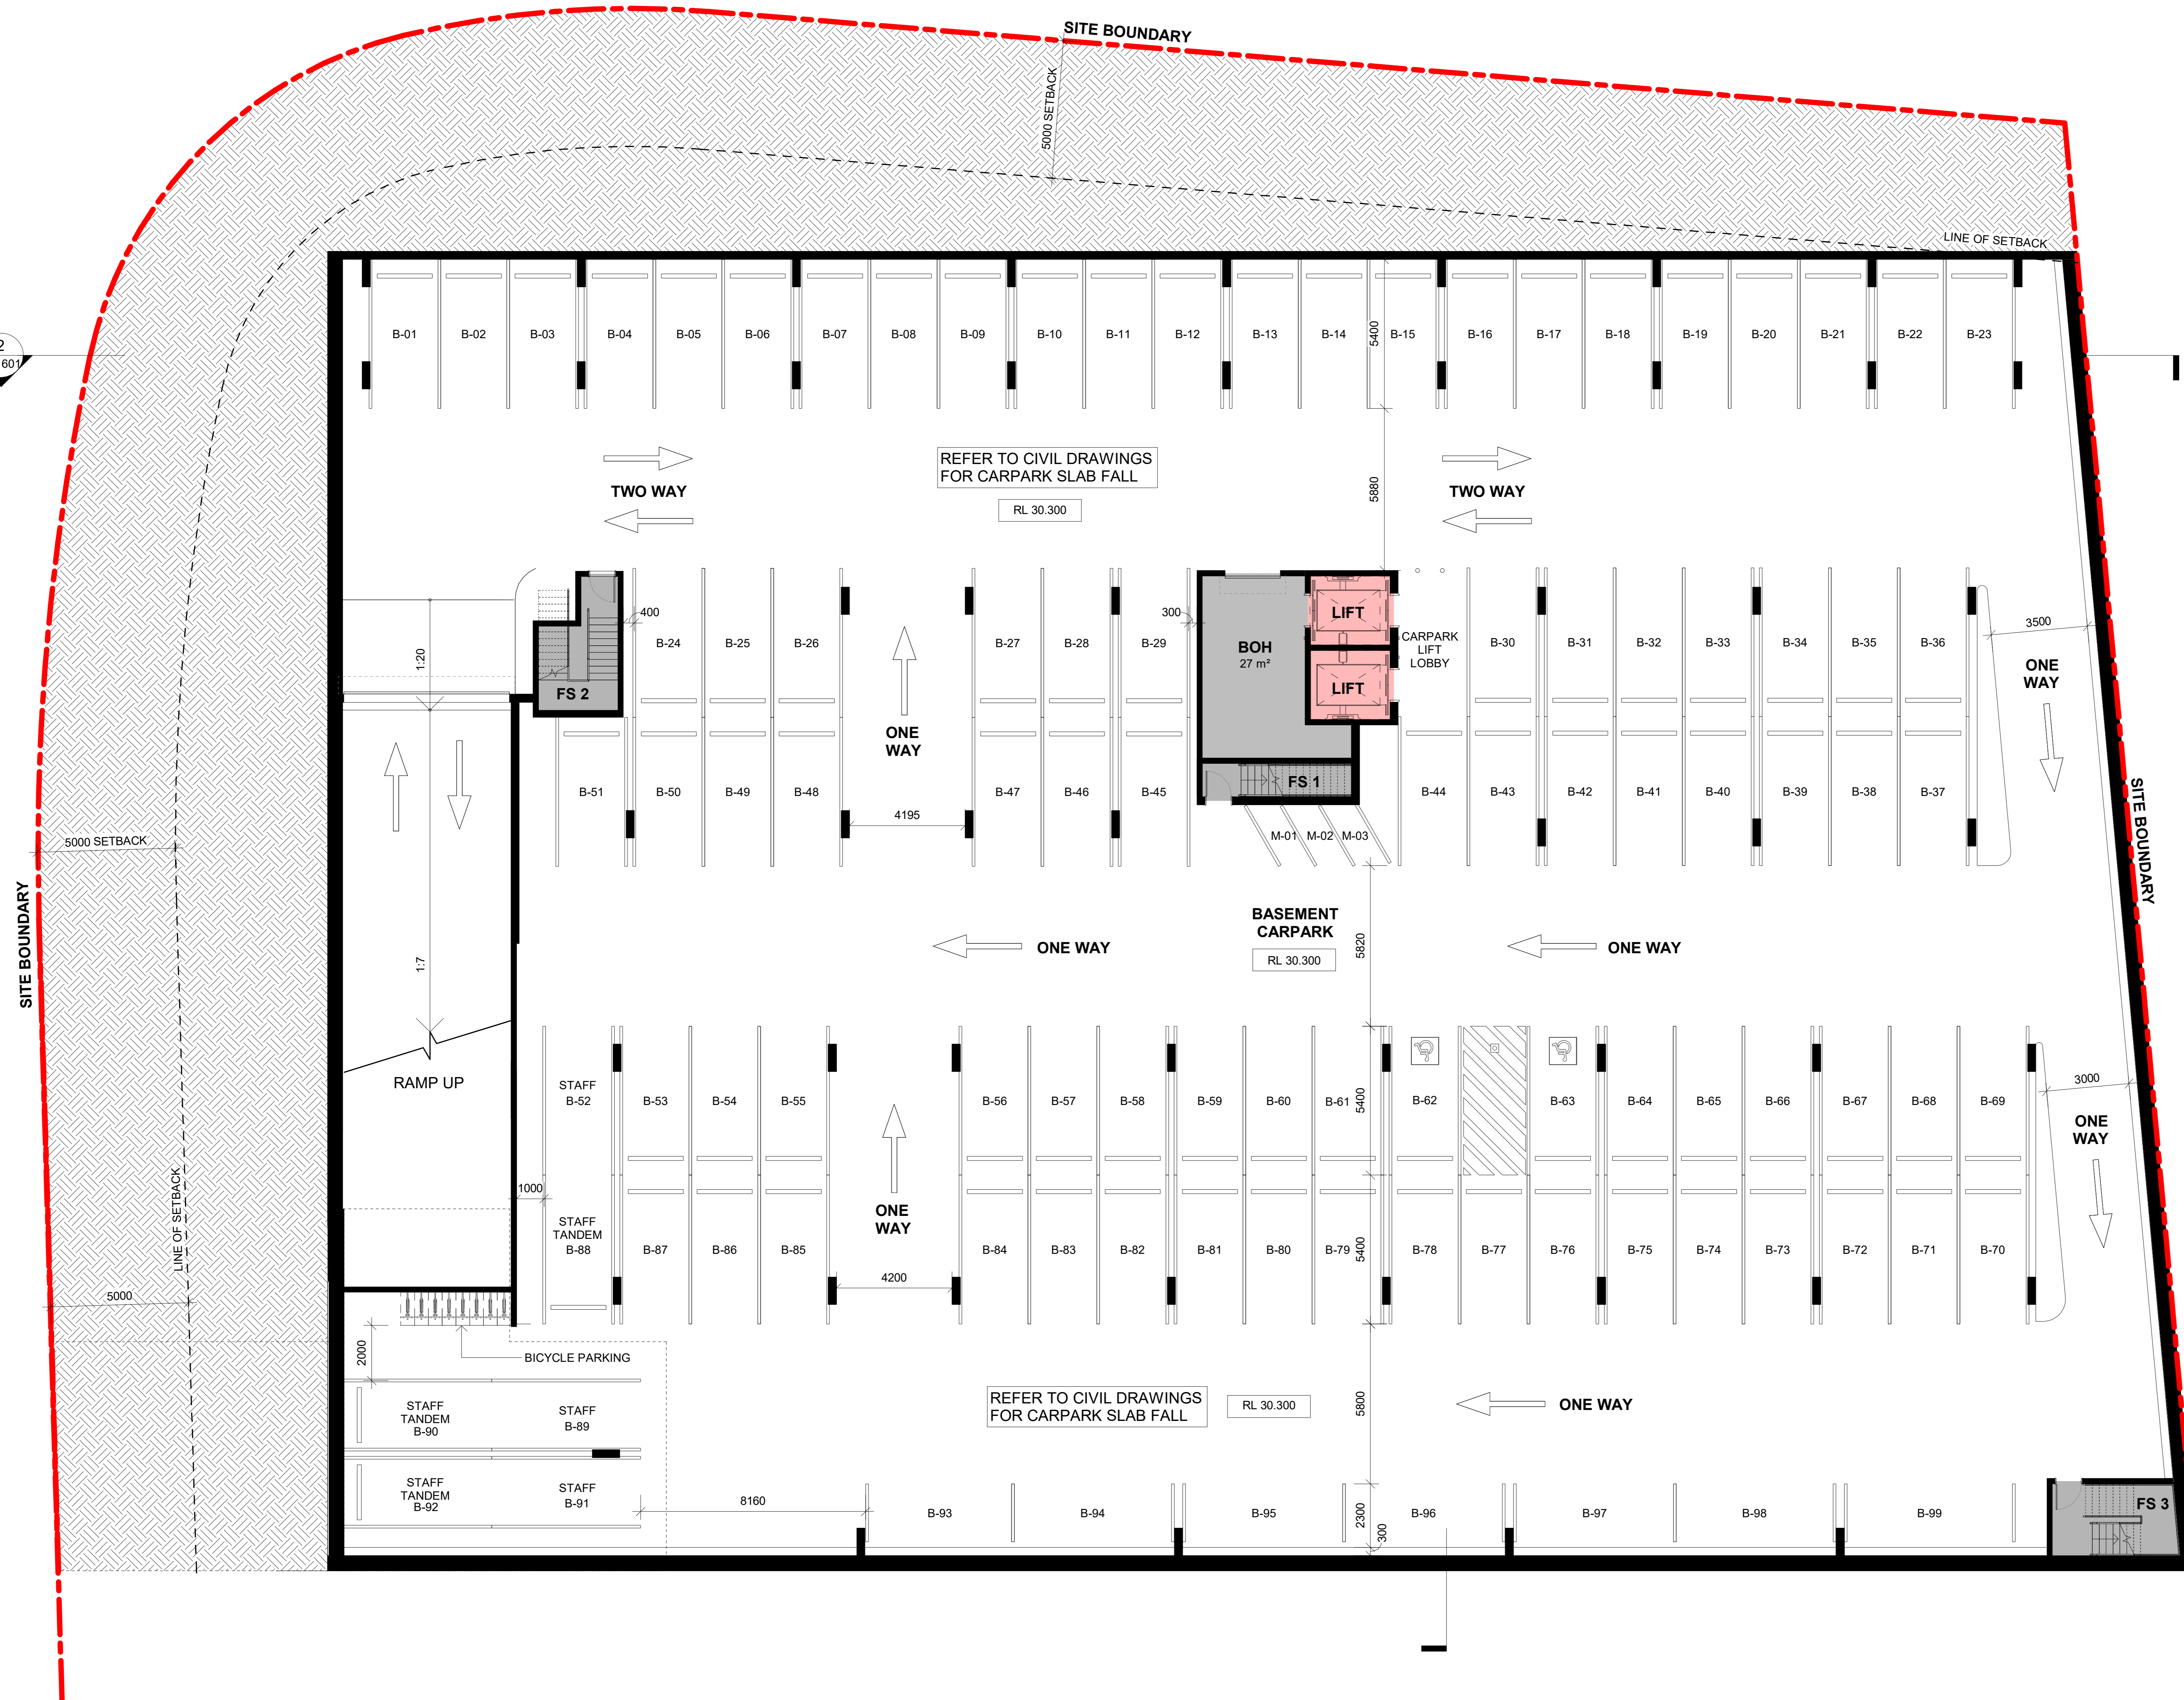 SITE BOUNDARY
5000 SETBACK
LINE OF SETBACK
2
601
B-01 B-02 B-03 B-04 B-05 B-06 B-07 B-08 B-09 B-10 B-11 B-12 B-13 B-14 B-15 B-16 B-17 B-18 B-19 B-20 B-21 B-22 B-23
5400
REFER TO CIVIL DRAWINGS
FOR CARPARK SLAB FALL
RL 30.300
TWO WAY
TWO WAY
5880
400
300
1:20
FS 2
B-24 B-25 B-26
B-27 B-28 B-29
BOH
27 m²
LIFT
LIFT
CARPARK
LIFT
LOBBY
B-30 B-31 B-32 B-33 B-34 B-35 B-36
3500
ONE
WAY
ONE
WAY
B-51 B-50 B-49 B-48
B-47 B-46 B-45
FS 1
B-44 B-43 B-42 B-41 B-40 B-39 B-38 B-37
4195
M-01 M-02 M-03
5000 SETBACK
SITE BOUNDARY
SITE BOUNDARY
1:7
BASEMENT
CARPARK
RL 30.300
ONE WAY
ONE WAY
5820
RAMP UP
STAFF
B-52
B-53 B-54 B-55
B-56 B-57 B-58 B-59 B-60 B-61
5400
B-62 B-63 B-64 B-65 B-66 B-67 B-68 B-69
3000
ONE
WAY
1000
LINE OF SETBACK
STAFF
TANDEM
B-88
B-87 B-86 B-85
ONE
WAY
B-84 B-83 B-82 B-81 B-80 B-79
5400
B-78 B-77 B-76 B-75 B-74 B-73 B-72 B-71 B-70
4200
5000
2000
BICYCLE PARKING
STAFF
TANDEM
B-90
STAFF
B-89
REFER TO CIVIL DRAWINGS
FOR CARPARK SLAB FALL
RL 30.300
5800
ONE WAY
STAFF
TANDEM
B-92
STAFF
B-91
8160
B-93 B-94 B-95
2300
300
B-96 B-97 B-98 B-99
FS 3